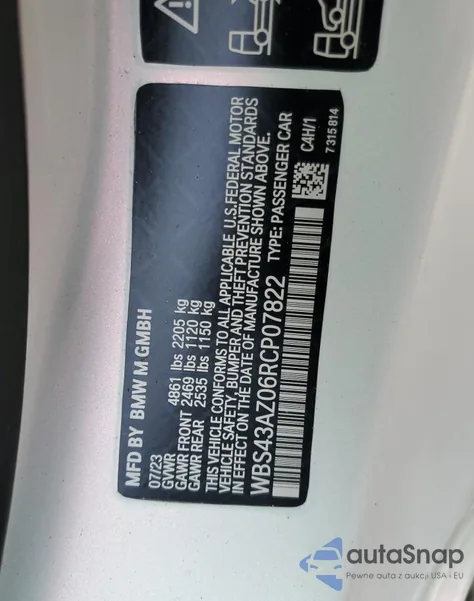 MFD BY BMW M GMBH
07/23
GVWR 4861 lbs 2205 kg
GAWR FRONT 2469 lbs 1120 kg
GAWR REAR 2535 lbs 1150 kg
THIS VEHICLE CONFORMS TO ALL APPLICABLE U.S. FEDERAL MOTOR
VEHICLE SAFETY, BUMPER AND THEFT PREVENTION STANDARDS
IN EFFECT ON THE DATE OF MANUFACTURE SHOWN ABOVE.
WBS43AZ06RCP07822 TYPE: PASSENGER CAR
C4H/1
7315814
autoSnap
Pewne auta z aukcji USA i EU